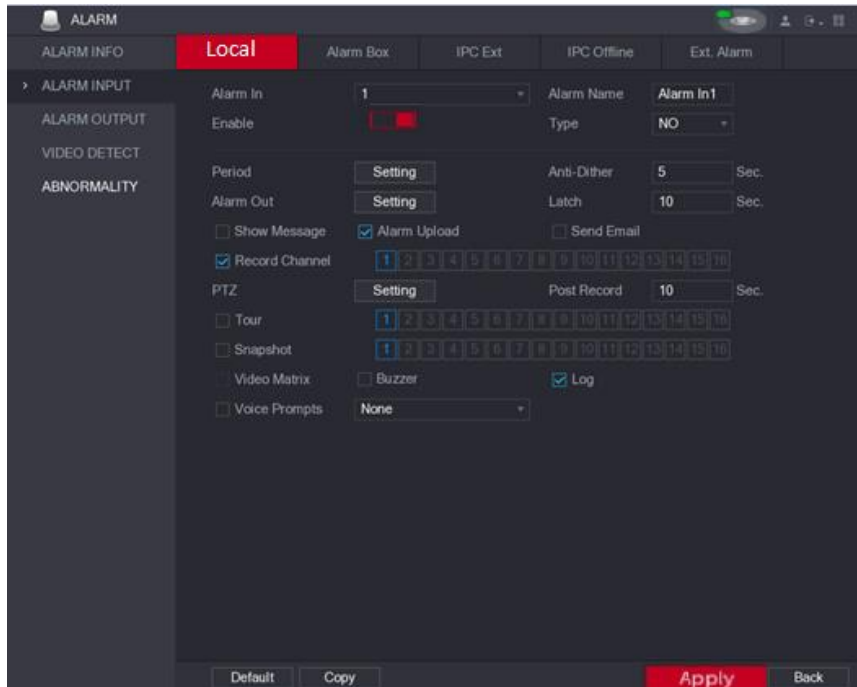 ALARM
ALARM INFO
ALARM INPUT
ALARM OUTPUT
VIDEO DETECT
ABNORMALITY
Local Alarm Box IPC Ext IPC Offline Ext. Alarm
Alarm In 1 Alarm Name Alarm In1
Enable Type NO
Period Setting Anti-Dither 5 Sec.
Alarm Out Setting Latch 10 Sec.
Show Message Alarm Upload Send Email
Record Channel 1 2 3 4 5 6 7 8 9 10 11 12 13 14 15 16
PTZ Setting Post Record 10 Sec.
Tour 1 2 3 4 5 6 7 8 9 10 11 12 13 14 15 16
Snapshot 1 2 3 4 5 6 7 8 9 10 11 12 13 14 15 16
Video Matrix Buzzer Log
Voice Prompts None
Default Copy Apply Back